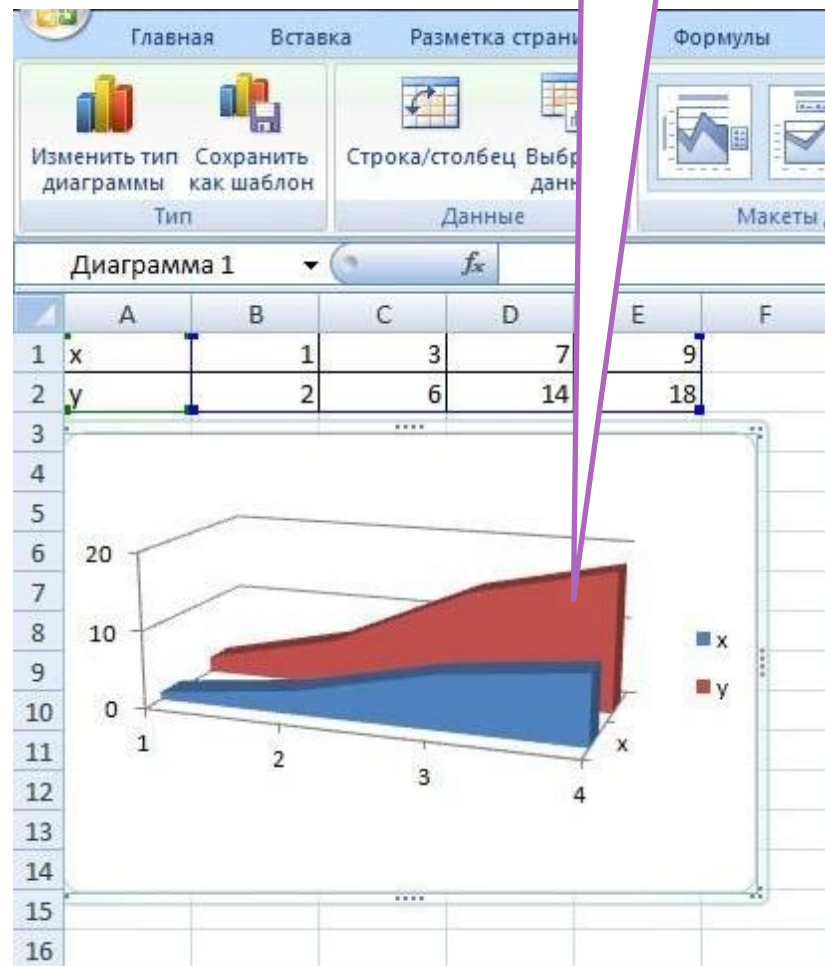 Главная Вставка Разметка Формулы
Изменить тип диаграммы Сохранить как шаблон Строка/столбец
Тип Данные Макеты
Диаграмма 1 fx
A B C D E F
1 x 1 3 7 9
2 y 2 6 14 18
3
4
5
6 20
7
8 10 x
9 y
10 0
11 1 2 x
12 3 4
13
14
15
16